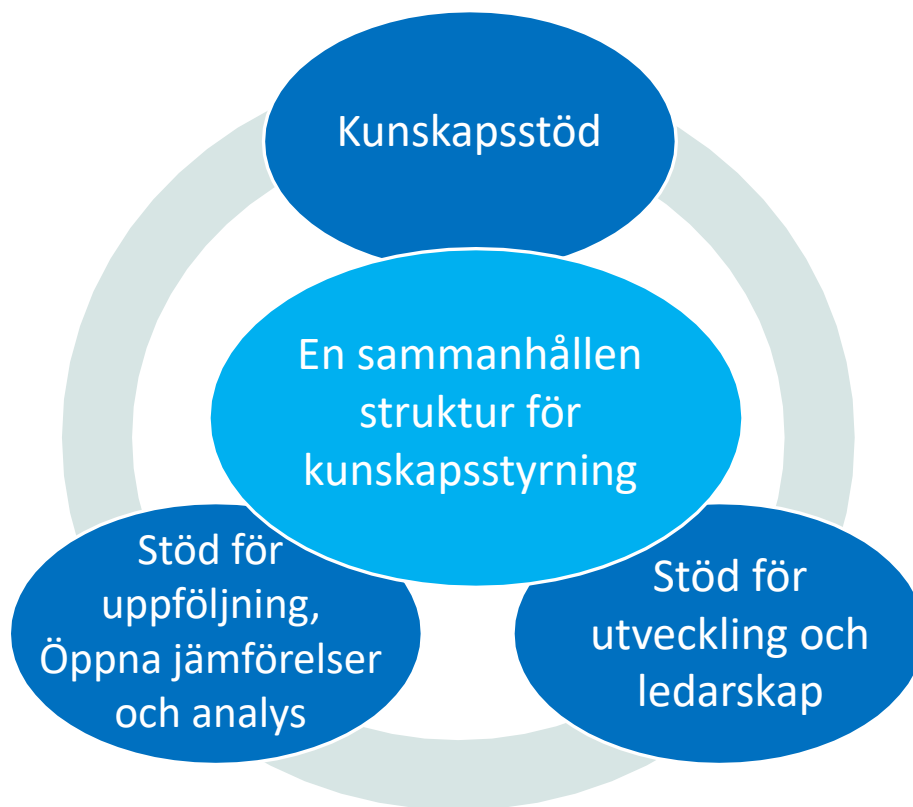 Kunskapsstöd
En sammanhållen
struktur för
kunskapsstyrning
Stöd för
uppföljning,
Öppna jämförelser
och analys
Stöd för
utveckling och
ledarskap